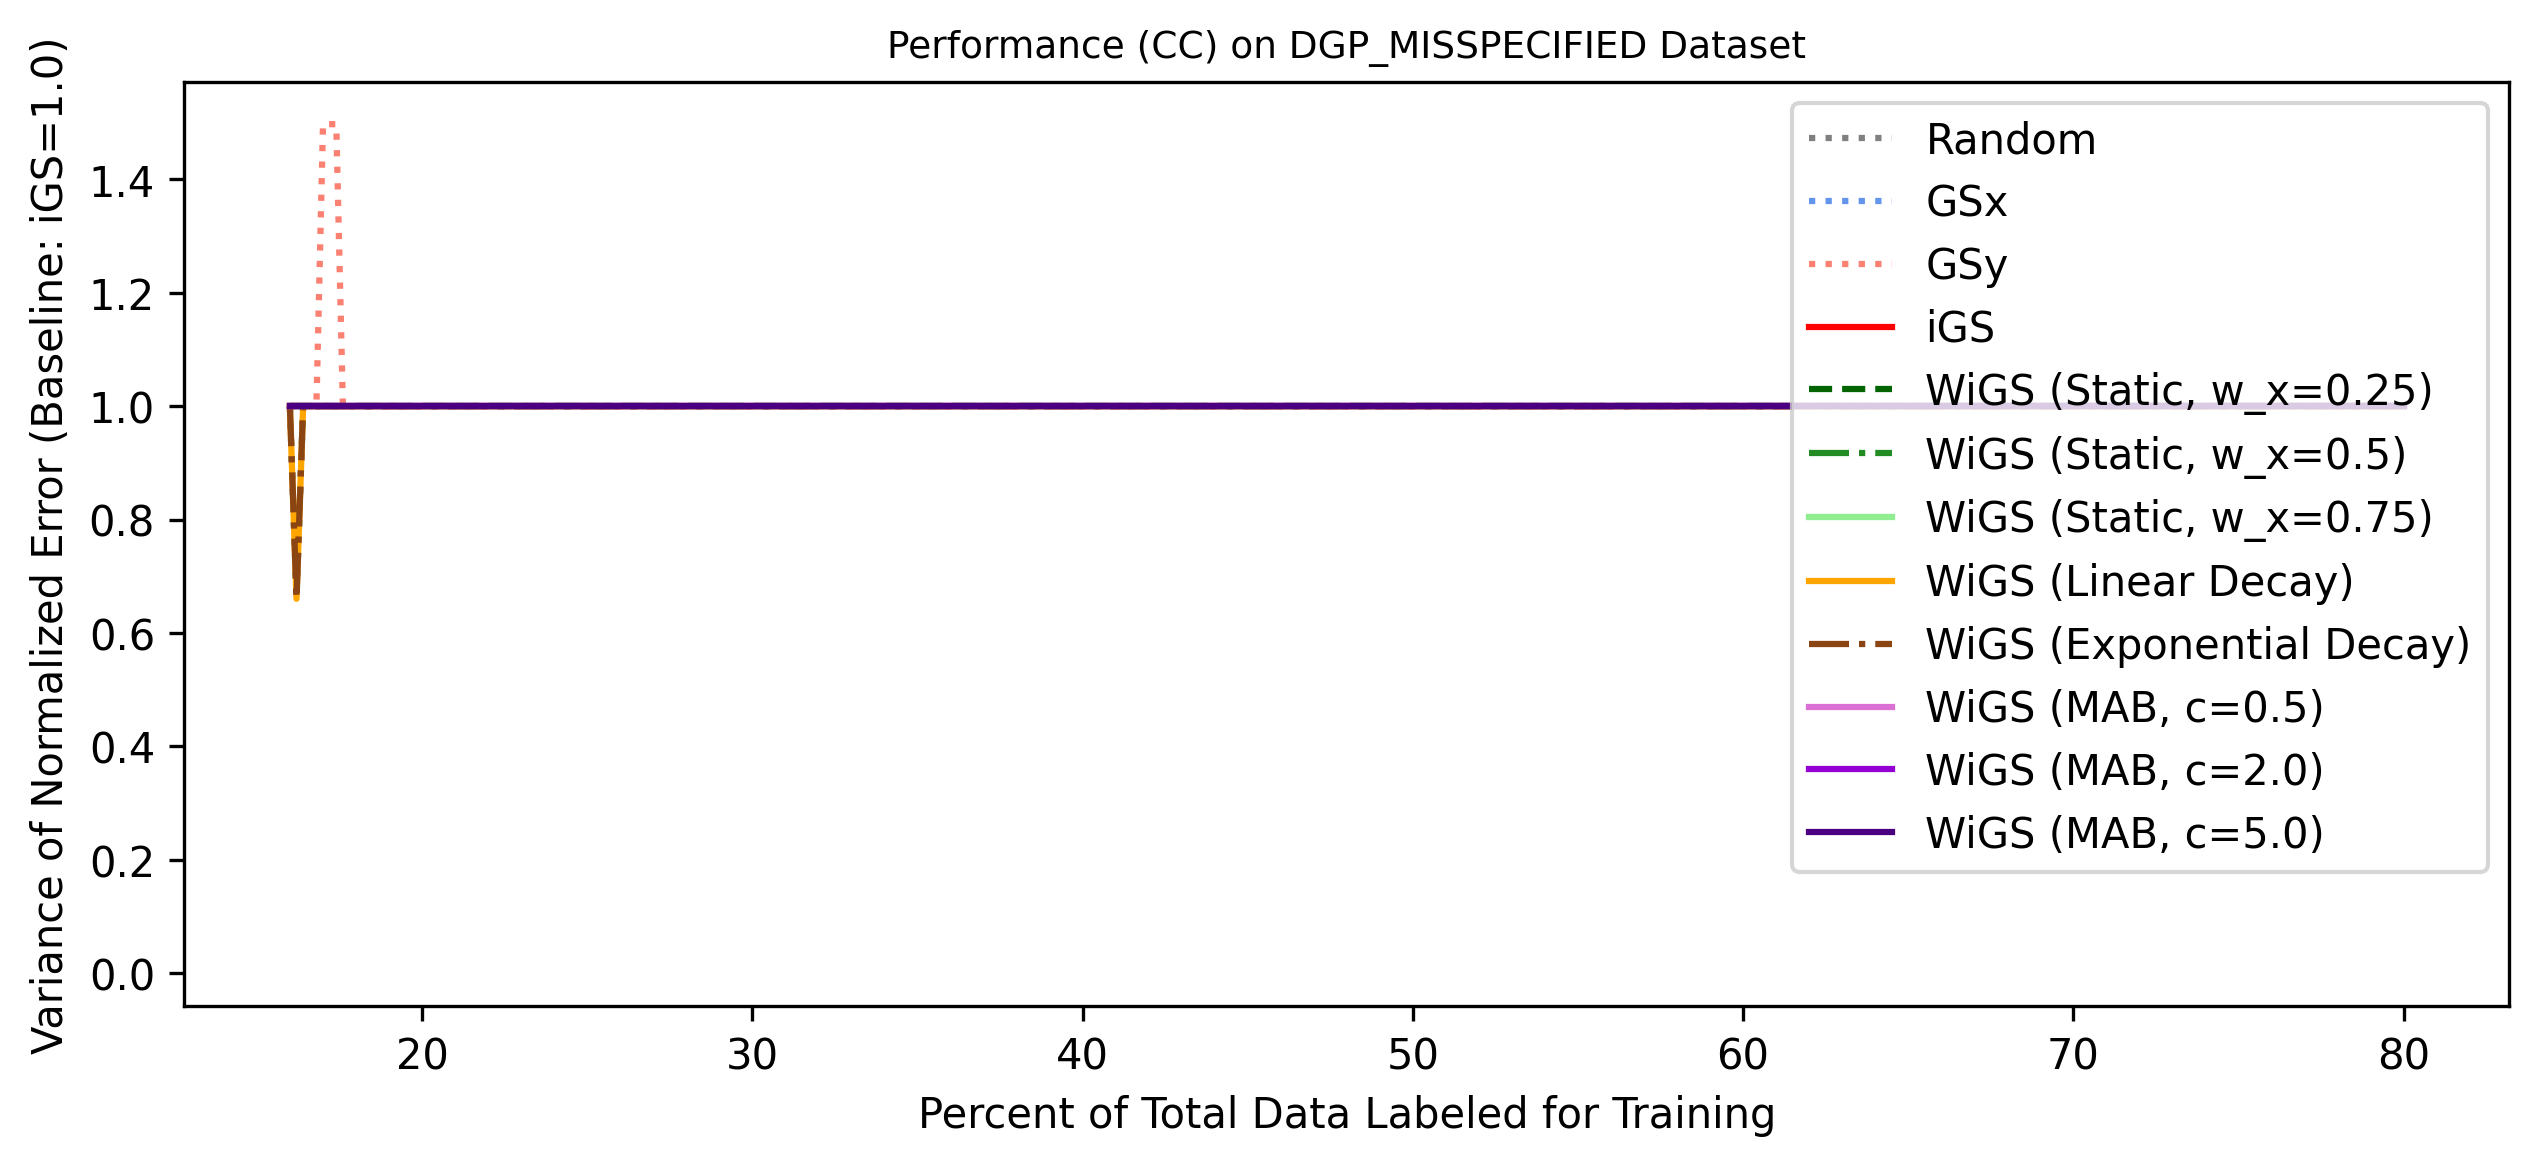 Performance (CC) on DGP_MISSPECIFIED Dataset
Variance of Normalized Error (Baseline: iGS=1.0)
1.4
1.2
1.0
0.8
0.6
0.4
0.2
0.0
Random
GSx
GSy
iGS
WiGS (Static, w_x=0.25)
WiGS (Static, w_x=0.5)
WiGS (Static, w_x=0.75)
WiGS (Linear Decay)
WiGS (Exponential Decay)
WiGS (MAB, c=0.5)
WiGS (MAB, c=2.0)
WiGS (MAB, c=5.0)
20 30 40 50 60 70 80
Percent of Total Data Labeled for Training